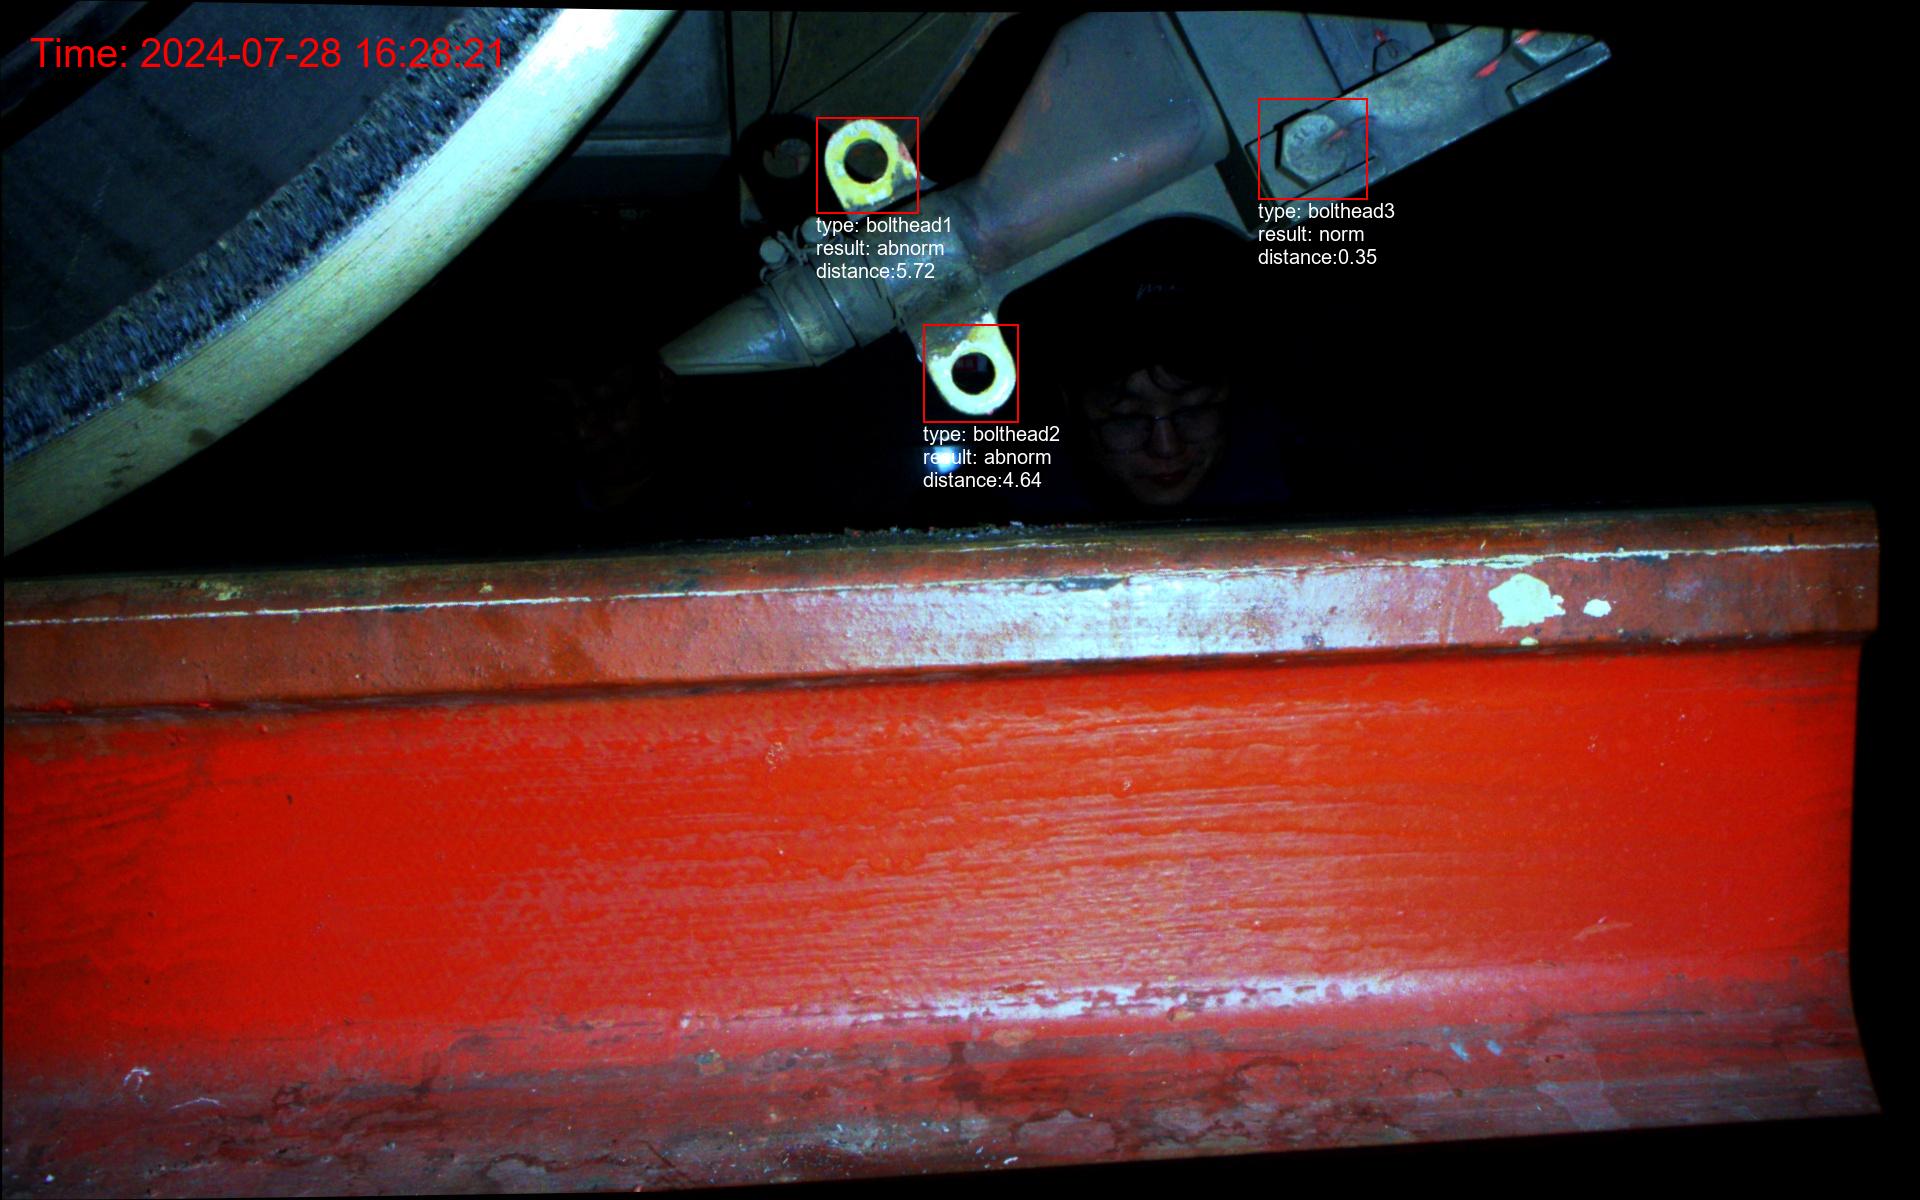 Time: 2024-07-28 16:28:21
type: bolthead1
result: abnorm
distance:5.72
type: bolthead3
result: norm
distance:0.35
type: bolthead2
result: abnorm
distance:4.64